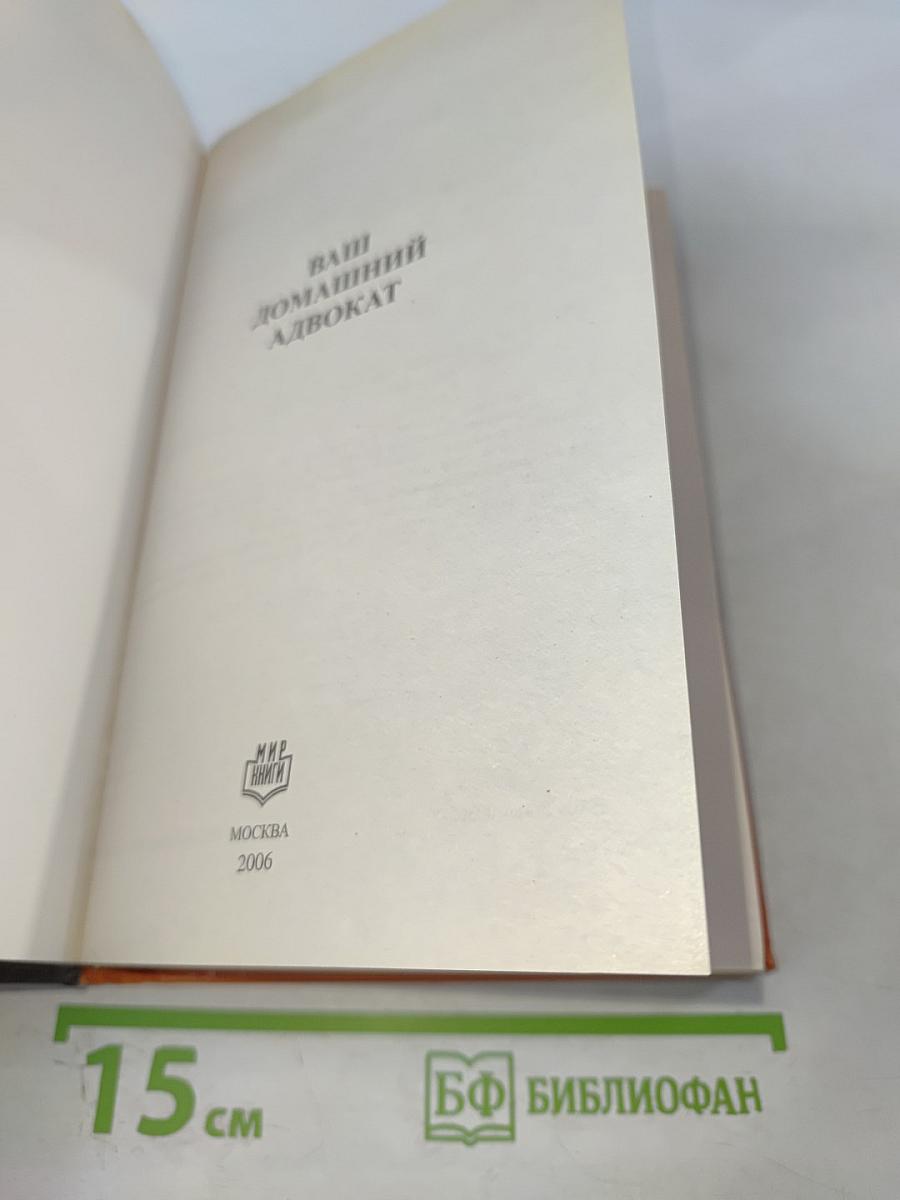 ВАШ
ДОМАШНИЙ
АДВОКАТ
МИР
КНИГИ
МОСКВА
2006
15 см
БФ БИБЛИОФАН